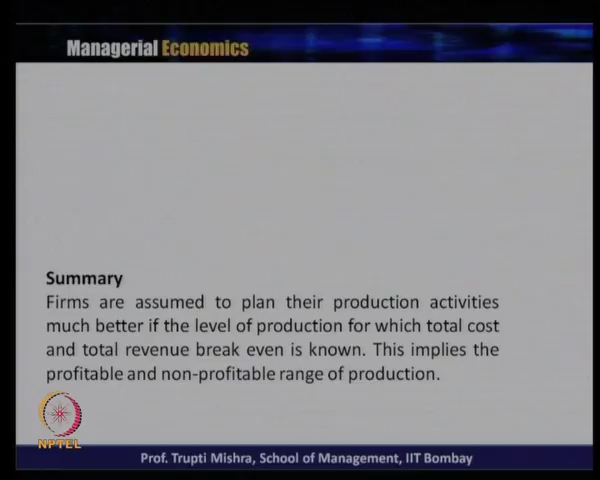 Managerial Economics
Summary
Firms are assumed to plan their production activities
much better if the level of production for which total cost
and total revenue break even is known. This implies the
profitable and non-profitable range of production.
NPTEL
Prof. Trupti Mishra, School of Management, IIT Bombay